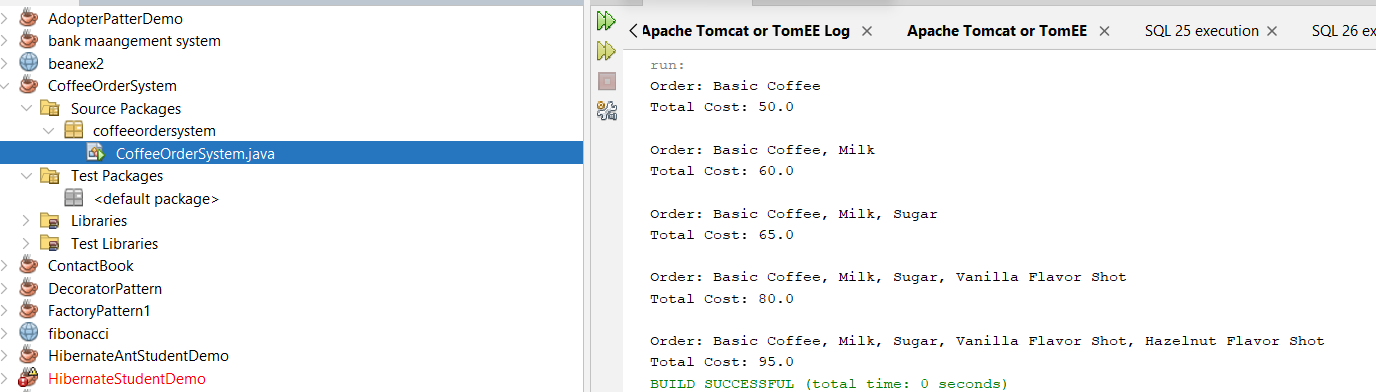 AdopterPatterDemo
bank maangement system
beanex2
CoffeeOrderSystem
Source Packages
coffeeordersystem
CoffeeOrderSystem.java
Test Packages
<default package>
Libraries
Test Libraries
ContactBook
DecoratorPattern
FactoryPattern1
fibonacci
HibernateAntStudentDemo
HibernateStudentDemo
Apache Tomcat or TomEE Log Apache Tomcat or TomEE SQL 25 execution SQL 26 ex
run:
Order: Basic Coffee
Total Cost: 50.0
Order: Basic Coffee, Milk
Total Cost: 60.0
Order: Basic Coffee, Milk, Sugar
Total Cost: 65.0
Order: Basic Coffee, Milk, Sugar, Vanilla Flavor Shot
Total Cost: 80.0
Order: Basic Coffee, Milk, Sugar, Vanilla Flavor Shot, Hazelnut Flavor Shot
Total Cost: 95.0
BUILD SUCCESSFUL (total time: 0 seconds)